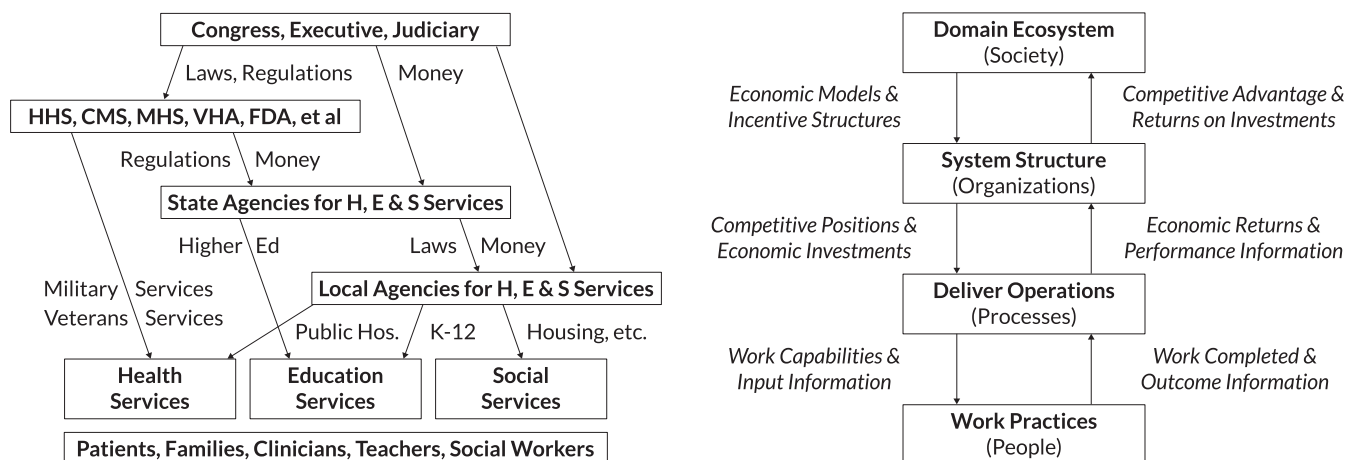 Congress, Executive, Judiciary
Laws, Regulations
Money
HHS, CMS, MHS, VHA, FDA, et al
Regulations
Money
State Agencies for H, E & S Services
Higher Ed
Laws
Money
Local Agencies for H, E & S Services
Military Services
Veterans Services
Public Hos.
K-12
Housing, etc.
Health
Services
Education
Services
Social
Services
Patients, Families, Clinicians, Teachers, Social Workers
Domain Ecosystem
(Society)
Economic Models &
Incentive Structures
Competitive Advantage &
Returns on Investments
System Structure
(Organizations)
Competitive Positions &
Economic Investments
Economic Returns &
Performance Information
Deliver Operations
(Processes)
Work Capabilities &
Input Information
Work Completed &
Outcome Information
Work Practices
(People)